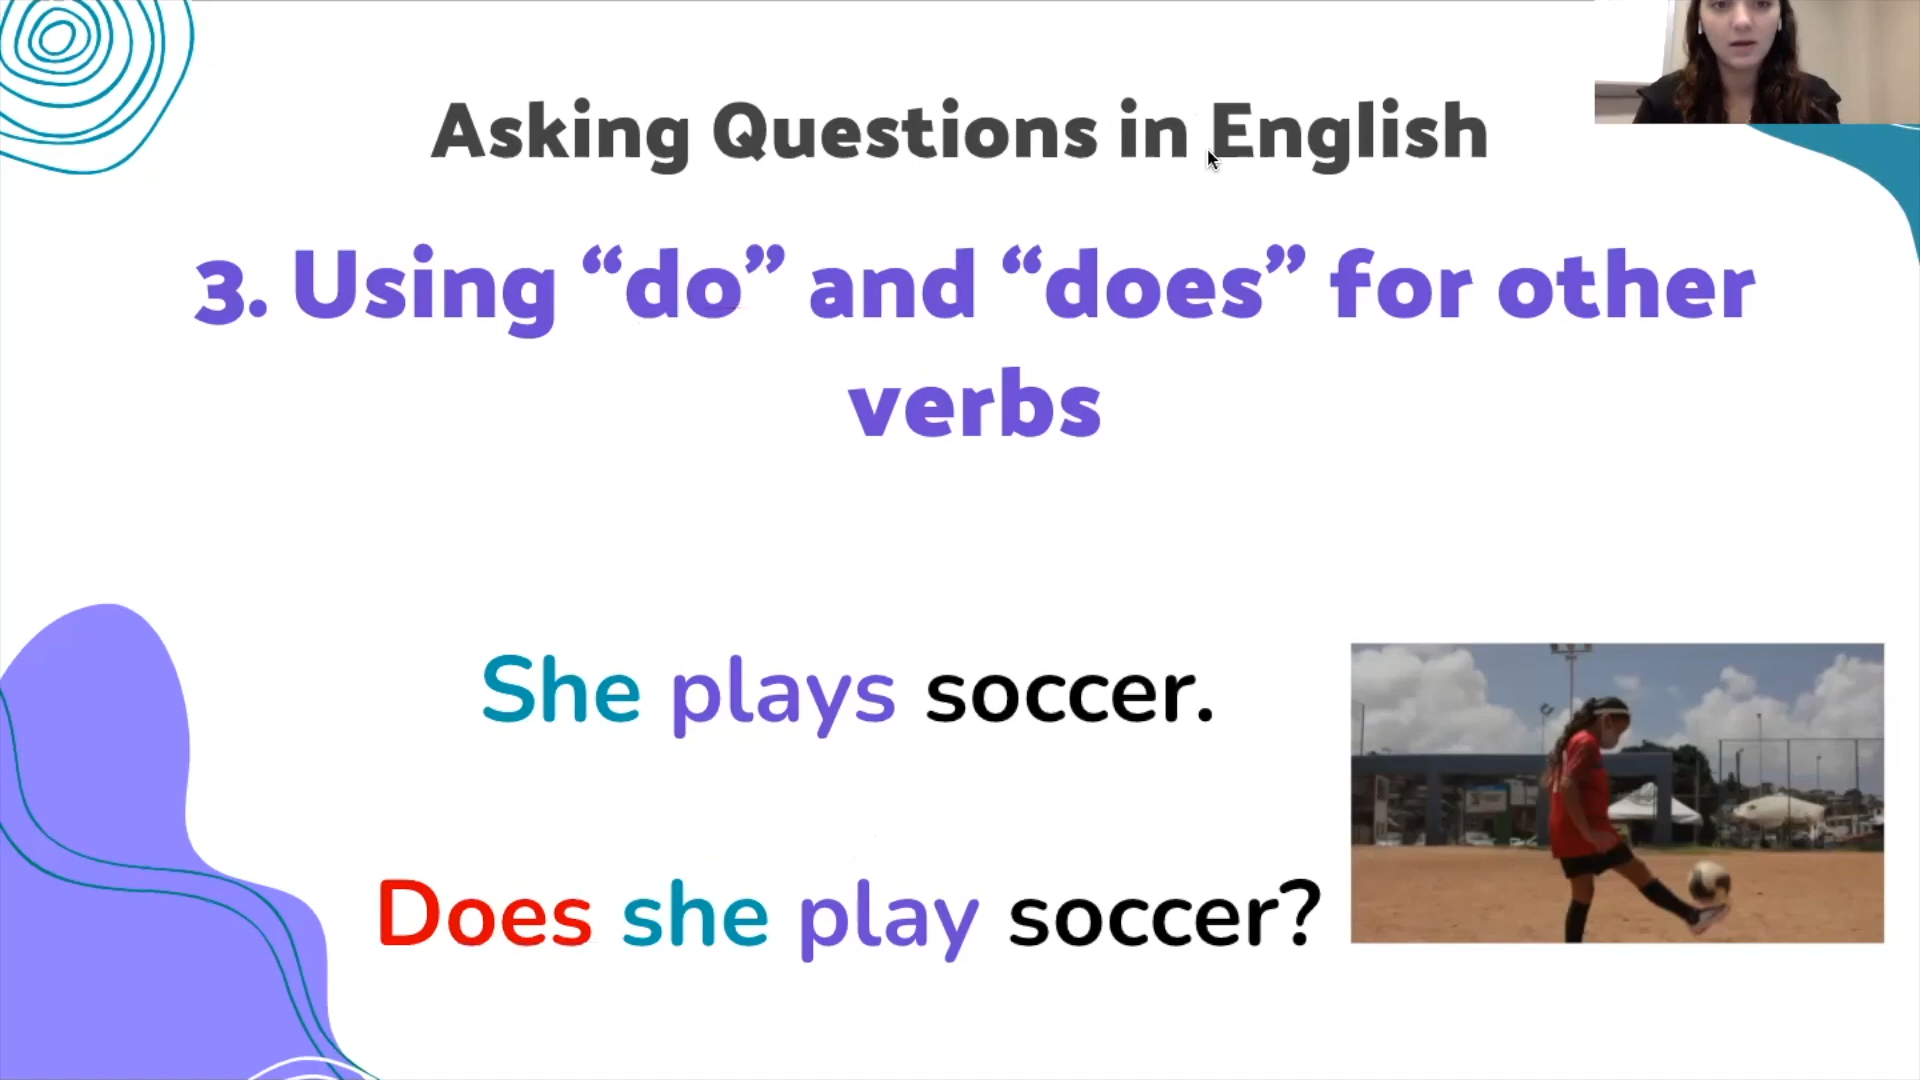 Asking Questions in English
3. Using “do” and “does” for other
verbs
She plays soccer.
Does she play soccer?